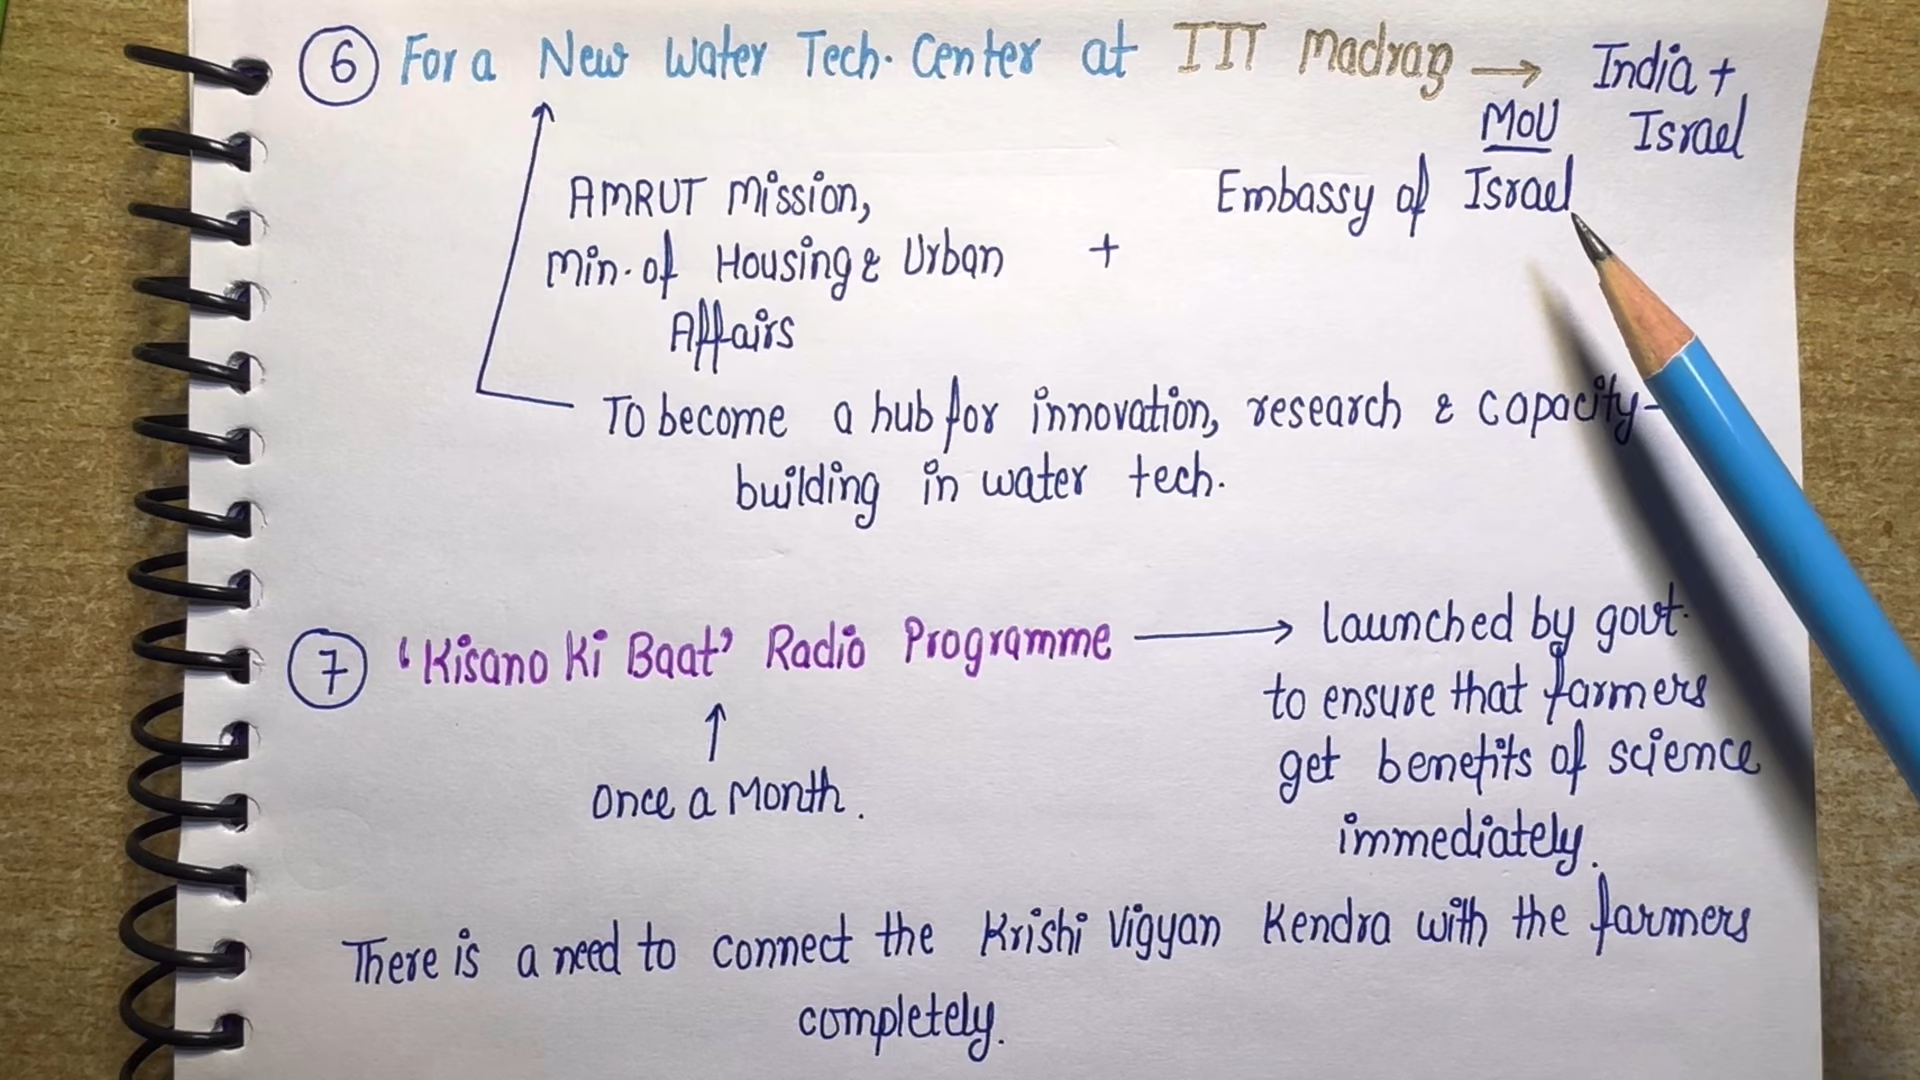 6 For a New Water Tech. Center at IIT Madras → India +
MOU Israel
AMRUT Mission, Embassy of Israel
Min. of Housing & Urban +
Affairs
To become a hub for innovation, research & capacity-
building in water tech.
7 'Kisano Ki Baat' Radio Programme → Launched by govt.
to ensure that farmers
↑ get benefits of science
Once a Month. immediately.
There is a need to connect the Krishi Vigyan Kendra with the farmers
completely.